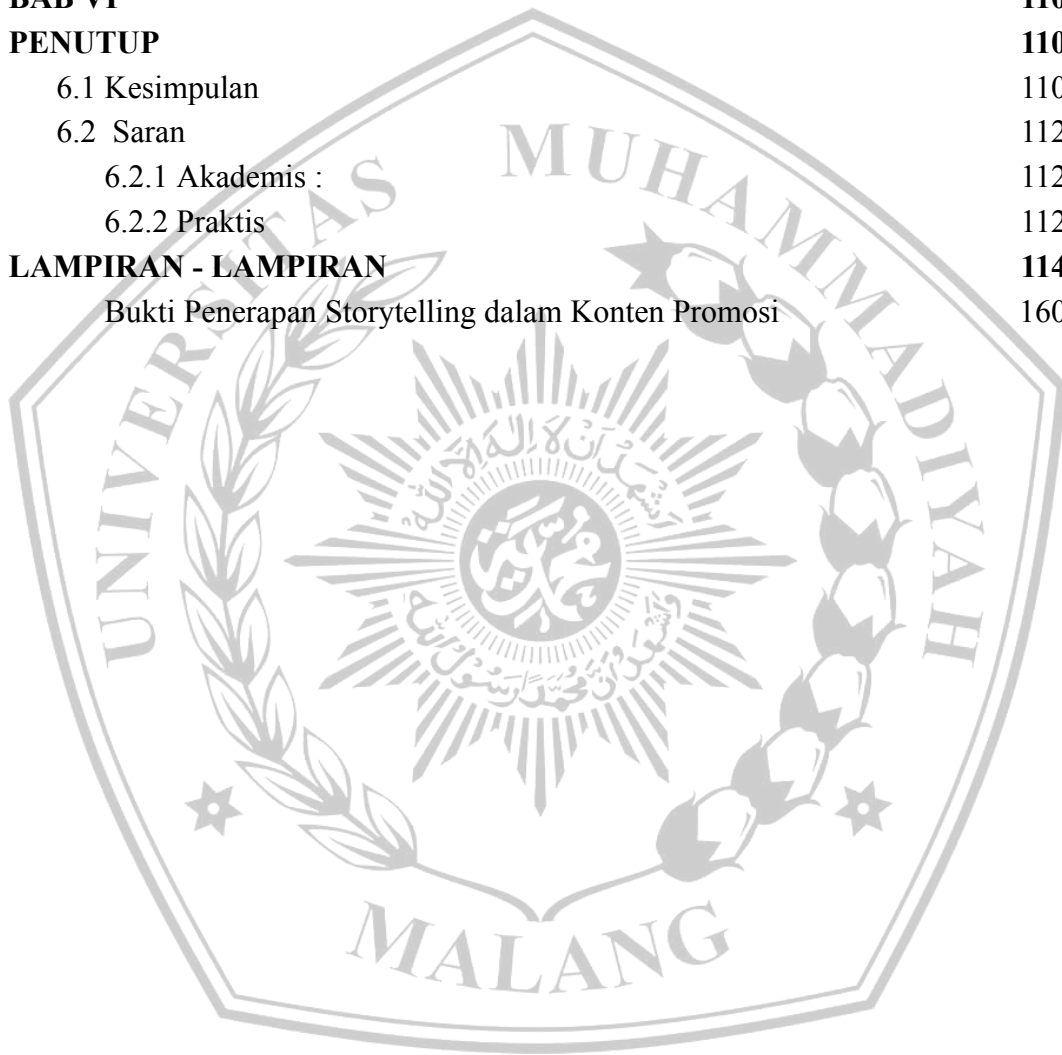 BAB VI 110
PENUTUP 110
6.1 Kesimpulan 110
6.2 Saran 112
6.2.1 Akademis : 112
6.2.2 Praktis 112
LAMPIRAN - LAMPIRAN 114
Bukti Penerapan Storytelling dalam Konten Promosi 160
UNIVERSITAS MUHAMMADIYAH
MALANG